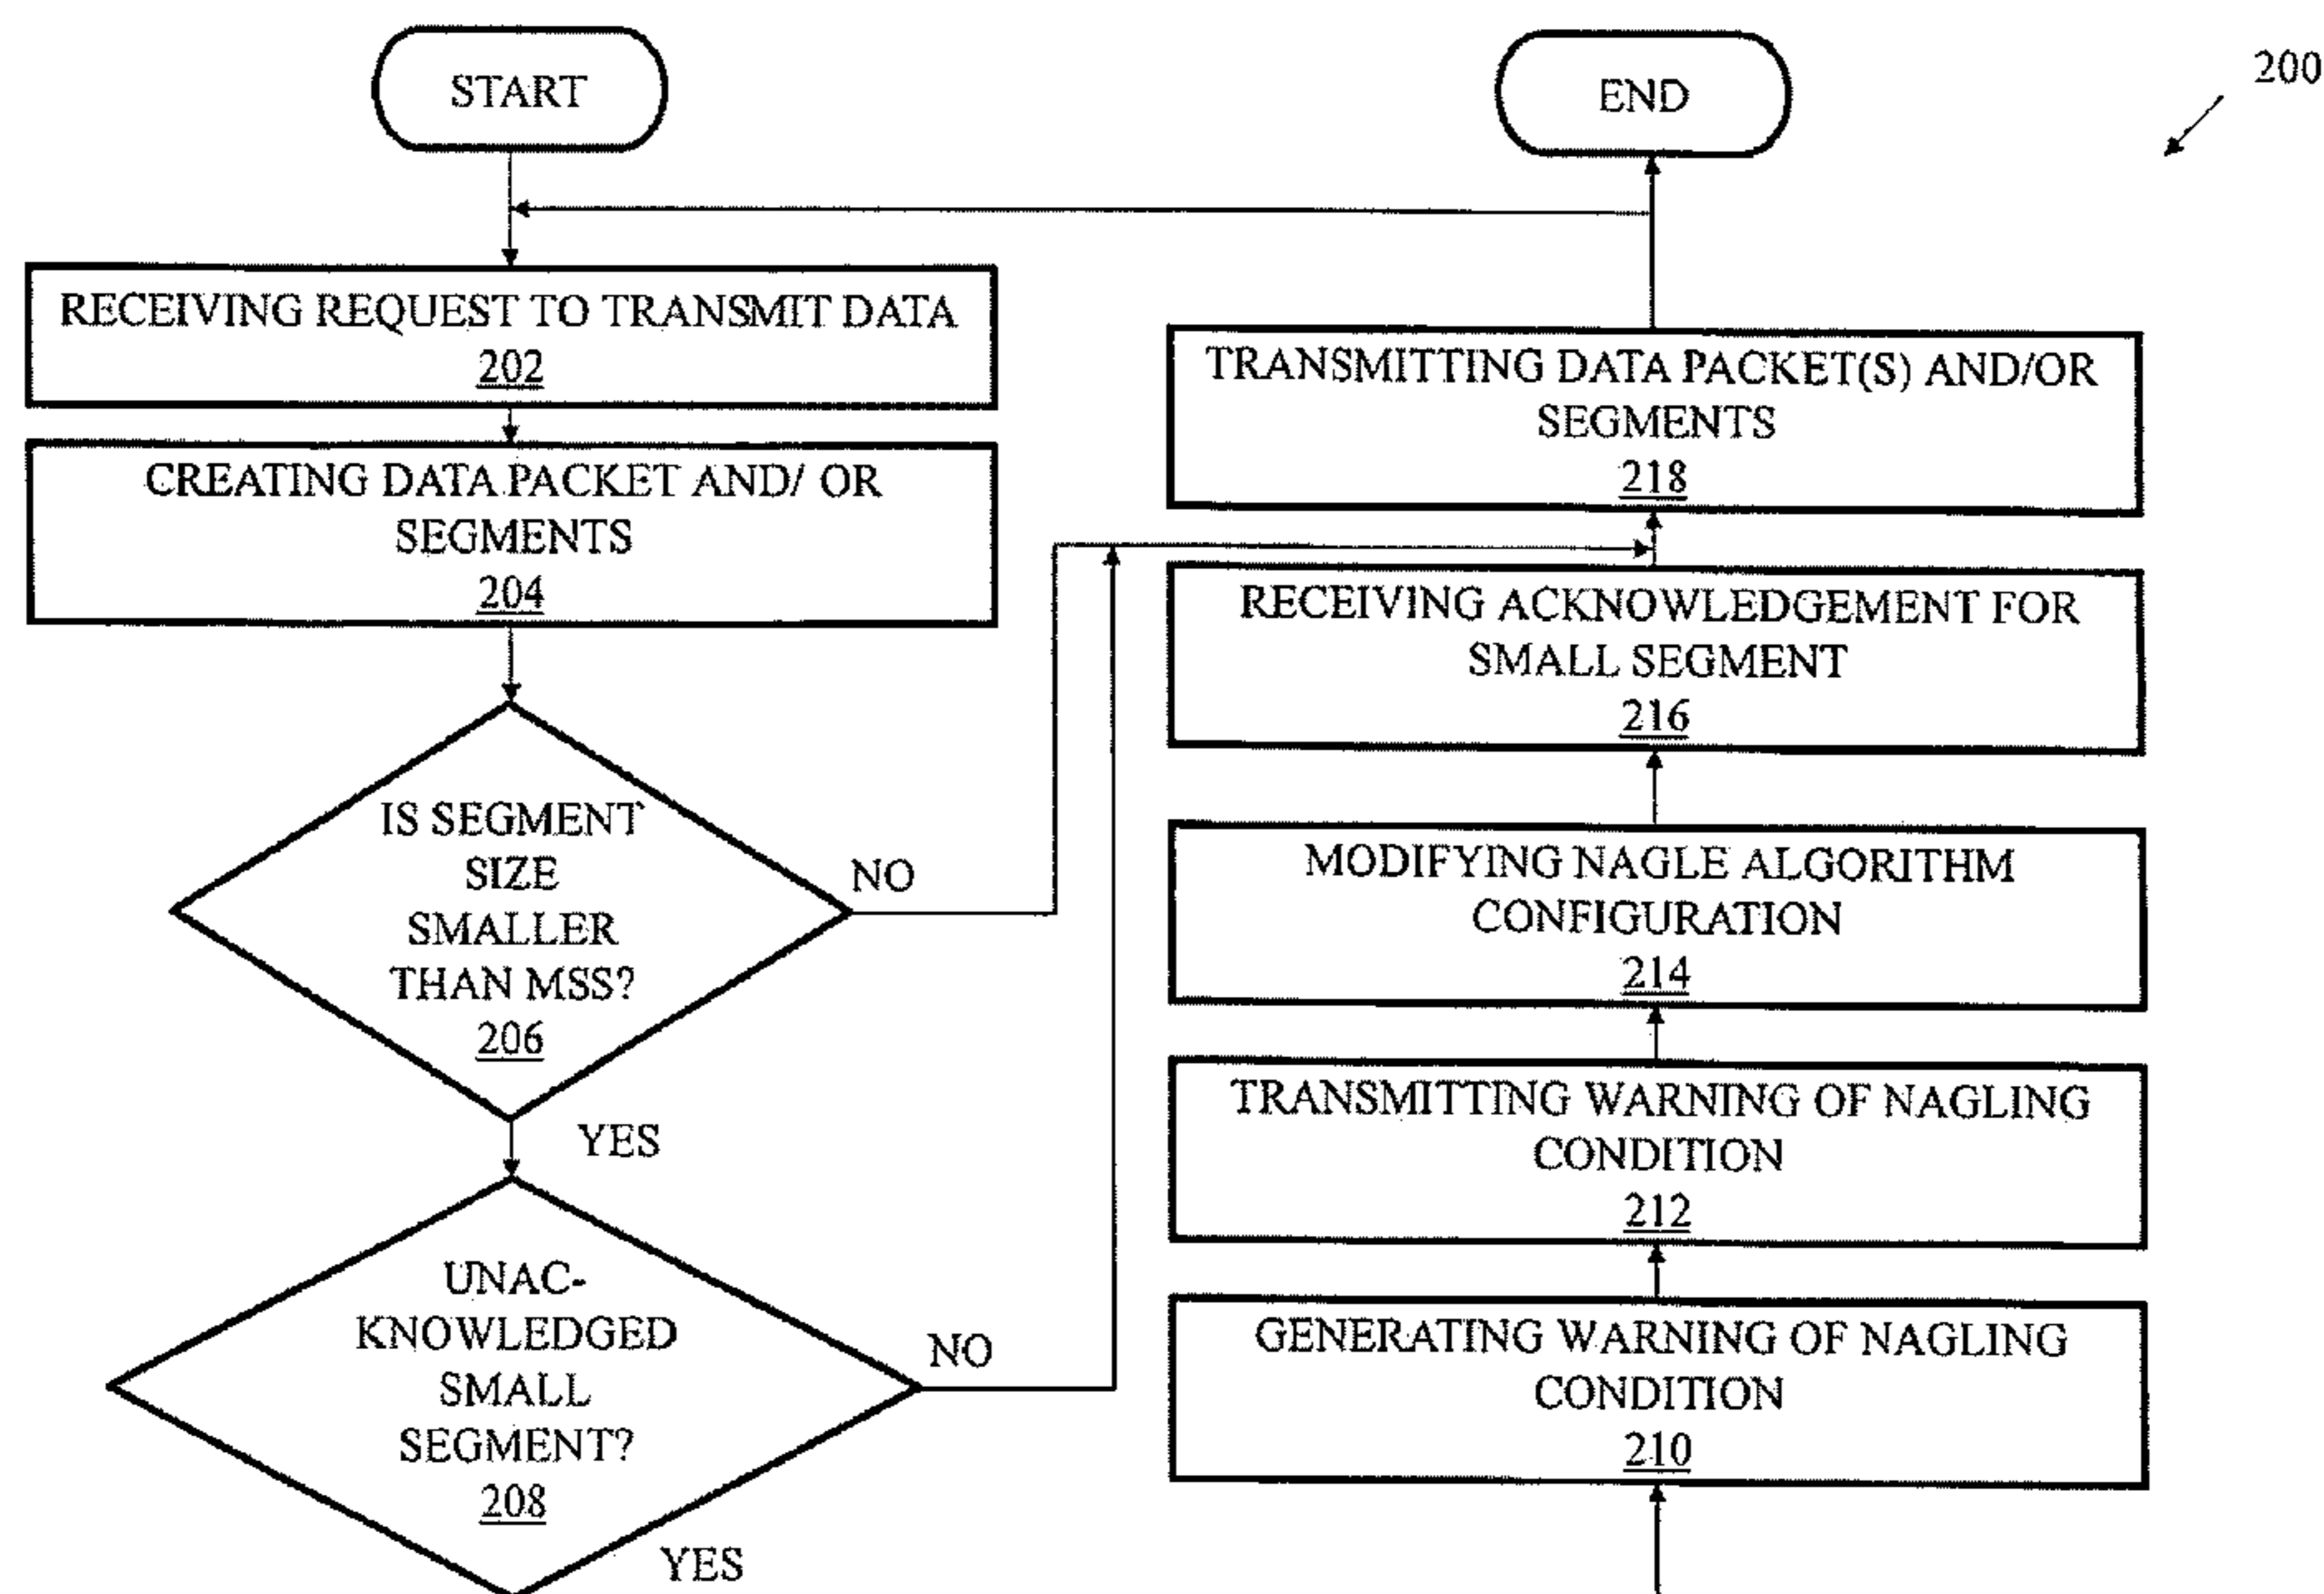 START
RECEIVING REQUEST TO TRANSMIT DATA
202
CREATING DATA PACKET AND/ OR
SEGMENTS
204
IS SEGMENT
SIZE
SMALLER
THAN MSS?
206
NO
YES
UNAC-
KNOWLEDGED
SMALL
SEGMENT?
208
NO
YES
END
200
TRANSMITTING DATA PACKET(S) AND/OR
SEGMENTS
218
RECEIVING ACKNOWLEDGEMENT FOR
SMALL SEGMENT
216
MODIFYING NAGLE ALGORITHM
CONFIGURATION
214
TRANSMITTING WARNING OF NAGLING
CONDITION
212
GENERATING WARNING OF NAGLING
CONDITION
210